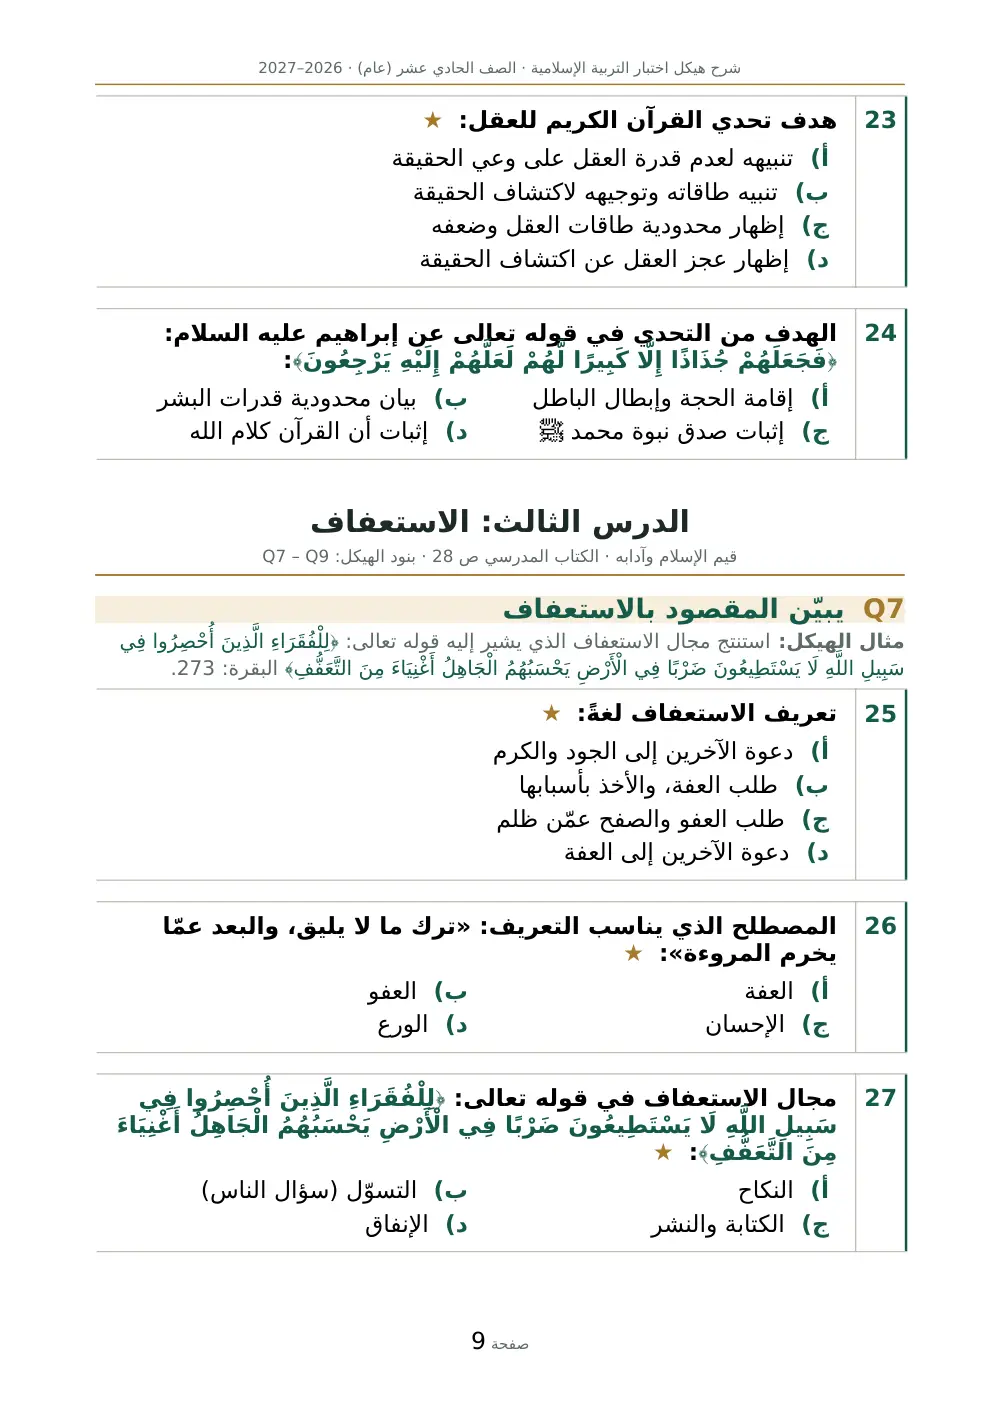 شرح هيكل اختبار التربية الإسلامية · الصف الحادي عشر (عام) · 2026–2027
23
هدف تحدي القرآن الكريم للعقل: ★
أ) تنبيهه لعدم قدرة العقل على وعي الحقيقة
ب) تنبيه طاقاته وتوجيهه لاكتشاف الحقيقة
ج) إظهار محدودية طاقات العقل وضعفه
د) إظهار عجز العقل عن اكتشاف الحقيقة
24
الهدف من التحدي في قوله تعالى عن إبراهيم عليه السلام:
﴿فَجَعَلَهُمْ جُذَاذًا إِلَّا كَبِيرًا لَّهُمْ لَعَلَّهُمْ إِلَيْهِ يَرْجِعُونَ﴾:
أ) إقامة الحجة وإبطال الباطل ب) بيان محدودية قدرات البشر
ج) إثبات صدق نبوة محمد ﷺ د) إثبات أن القرآن كلام الله
الدرس الثالث: الاستعفاف
قيم الإسلام وآدابه · الكتاب المدرسي ص 28 · بنود الهيكل: Q7 – Q9
Q7 يبيّن المقصود بالاستعفاف
مثال الهيكل: استنتج مجال الاستعفاف الذي يشير إليه قوله تعالى: ﴿لِلْفُقَرَاءِ الَّذِينَ أُحْصِرُوا فِي
سَبِيلِ اللَّهِ لَا يَسْتَطِيعُونَ ضَرْبًا فِي الْأَرْضِ يَحْسَبُهُمُ الْجَاهِلُ أَغْنِيَاءَ مِنَ التَّعَفُّفِ﴾ البقرة: 273.
25
تعريف الاستعفاف لغةً: ★
أ) دعوة الآخرين إلى الجود والكرم
ب) طلب العفة، والأخذ بأسبابها
ج) طلب العفو والصفح عمّن ظلم
د) دعوة الآخرين إلى العفة
26
المصطلح الذي يناسب التعريف: «ترك ما لا يليق، والبعد عمّا
يخرم المروءة»: ★
أ) العفة ب) العفو
ج) الإحسان د) الورع
27
مجال الاستعفاف في قوله تعالى: ﴿لِلْفُقَرَاءِ الَّذِينَ أُحْصِرُوا فِي
سَبِيلِ اللَّهِ لَا يَسْتَطِيعُونَ ضَرْبًا فِي الْأَرْضِ يَحْسَبُهُمُ الْجَاهِلُ أَغْنِيَاءَ
مِنَ التَّعَفُّفِ﴾: ★
أ) النكاح ب) التسوّل (سؤال الناس)
ج) الكتابة والنشر د) الإنفاق
صفحة 9